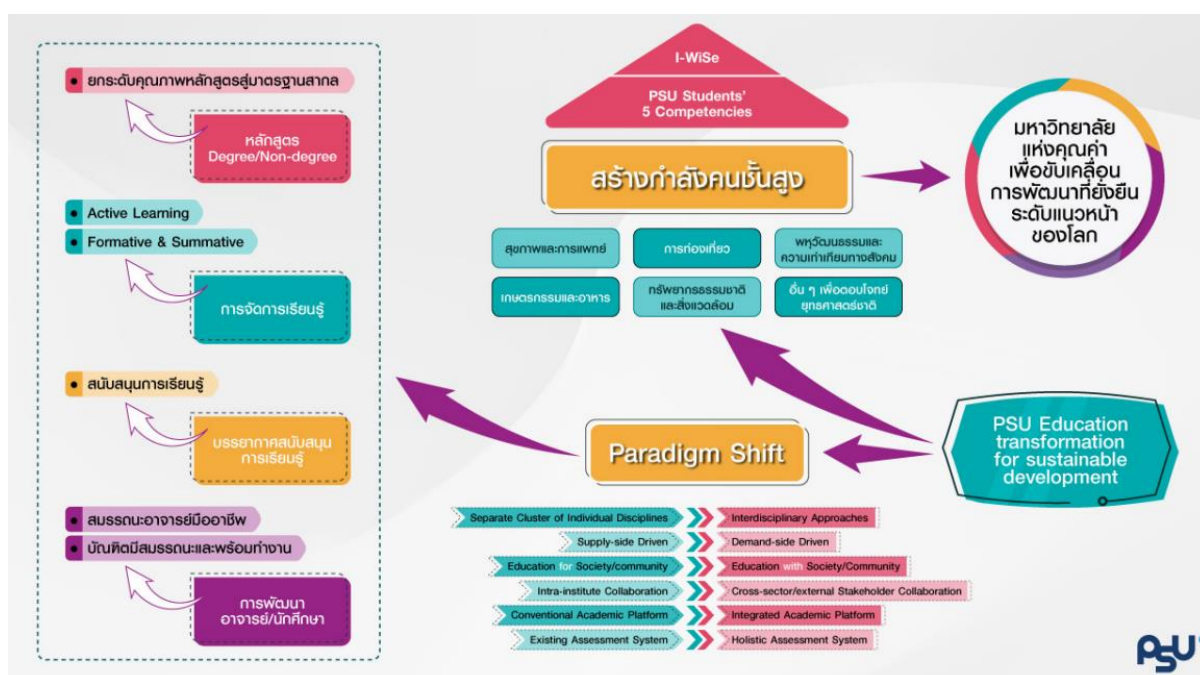 ยกระดับคุณภาพหลักสูตรสู่มาตรฐานสากล
หลักสูตร
Degree/Non-degree
Active Learning
Formative & Summative
การจัดการเรียนรู้
สนับสนุนการเรียนรู้
บรรยากาศสนับสนุน
การเรียนรู้
สมรรถนะอาจารย์มืออาชีพ
บัณฑิตมีสมรรถนะและพร้อมทำงาน
การพัฒนา
อาจารย์/นักศึกษา
I-WiSe
PSU Students'
5 Competencies
สร้างกำลังคนชั้นสูง
สุขภาพและการแพทย์
การท่องเที่ยว
พหุวัฒนธรรมและ
ความเท่าเทียมทางสังคม
เกษตรกรรมและอาหาร
ทรัพยากรธรรมชาติ
และสิ่งแวดล้อม
อื่น ๆ เพื่อตอบโจทย์
ยุทธศาสตร์ชาติ
มหาวิทยาลัย
แห่งคุณค่า
เพื่อขับเคลื่อน
การพัฒนาที่ยั่งยืน
ระดับแนวหน้า
ของโลก
PSU Education
transformation
for sustainable
development
Paradigm Shift
Separate Cluster of Individual Disciplines
Interdisciplinary Approaches
Supply-side Driven
Demand-side Driven
Education for Society/community
Education with Society/Community
Intra-institute Collaboration
Cross-sector/external Stakeholder Collaboration
Conventional Academic Platform
Integrated Academic Platform
Existing Assessment System
Holistic Assessment System
PSU